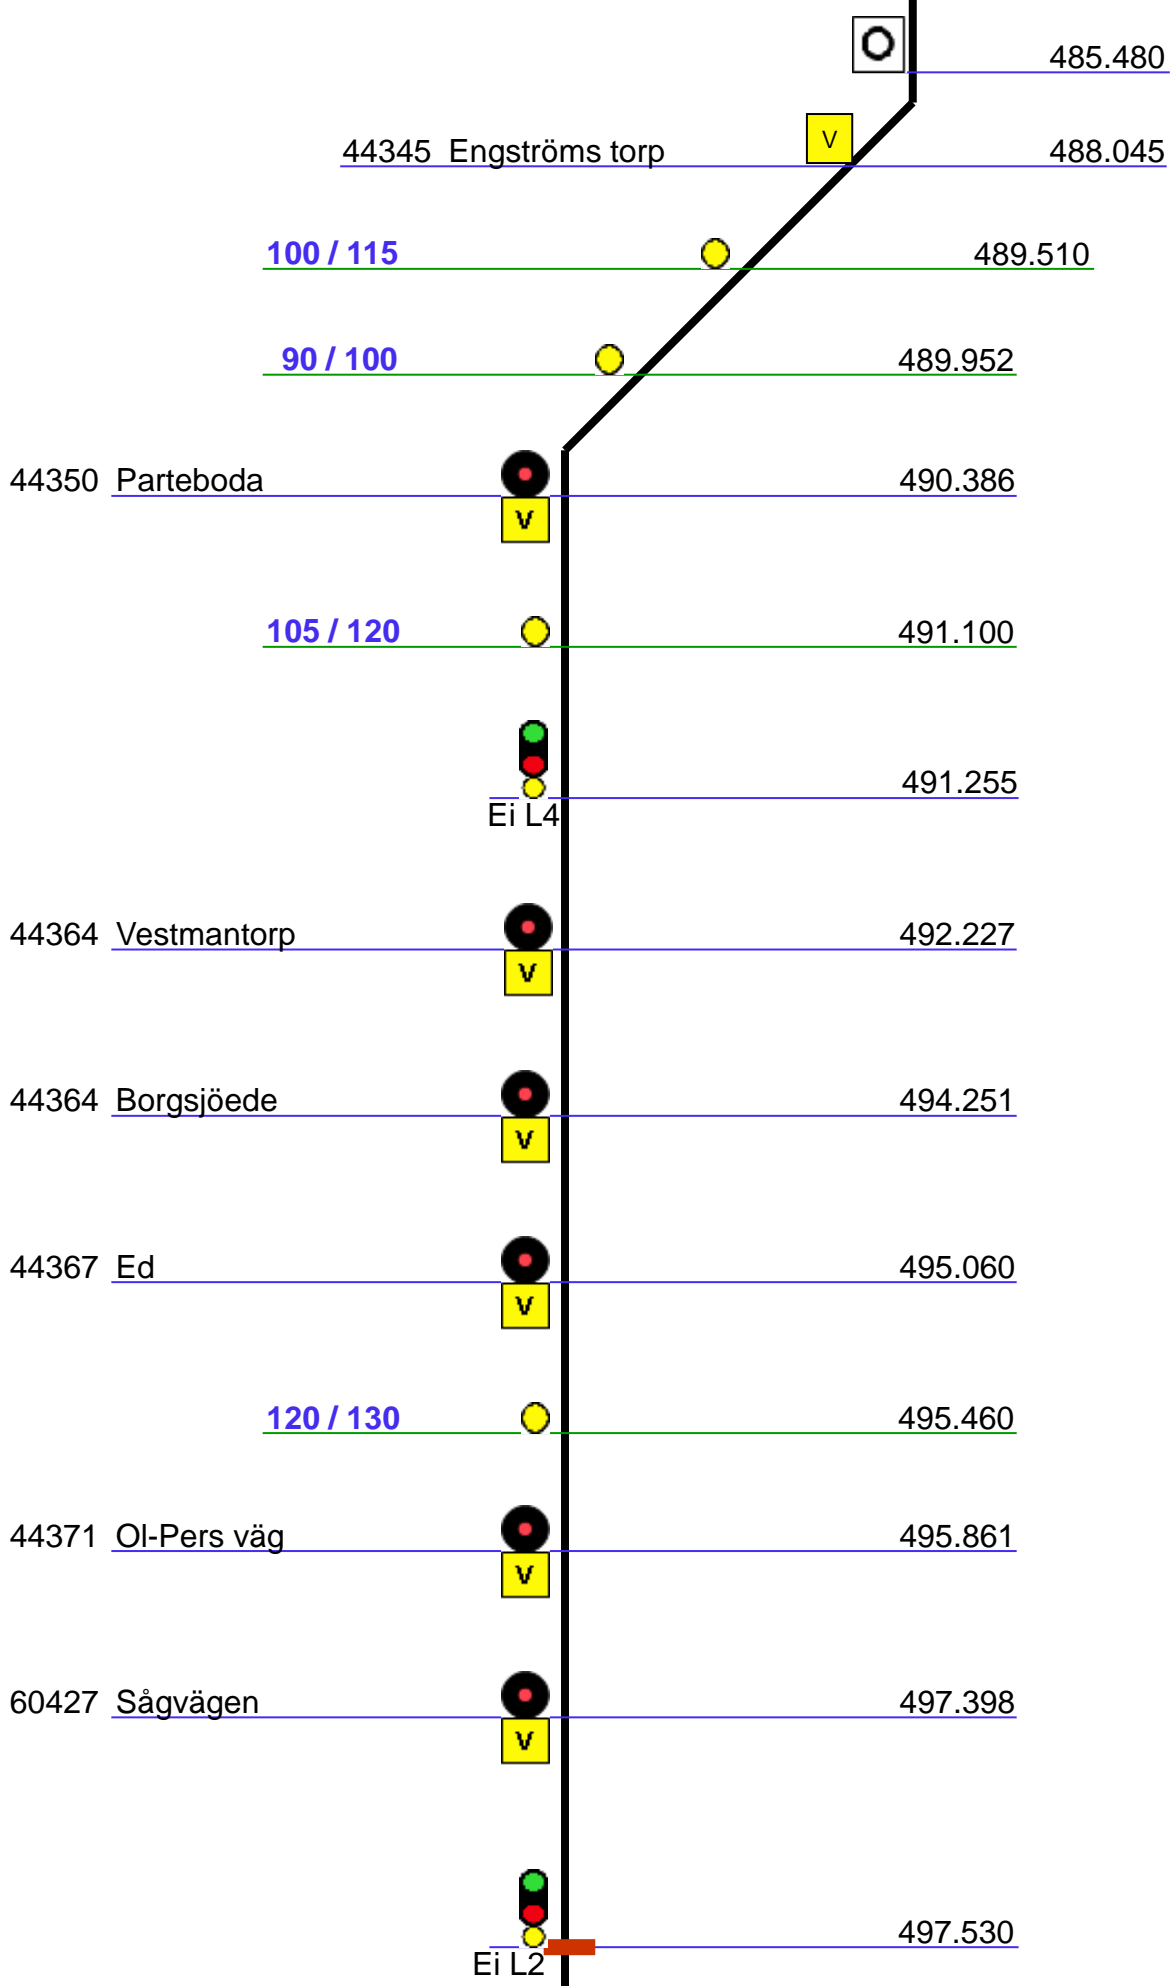 485.480
44345 Engströms torp V 488.045
100 / 115 489.510
90 / 100 489.952
44350 Parteboda 490.386
V
105 / 120 491.100
491.255
Ei L4
44364 Vestmantorp 492.227
V
44364 Borgsjöede 494.251
V
44367 Ed 495.060
V
120 / 130 495.460
44371 Ol-Pers väg 495.861
V
60427 Sågvägen 497.398
V
497.530
Ei L2